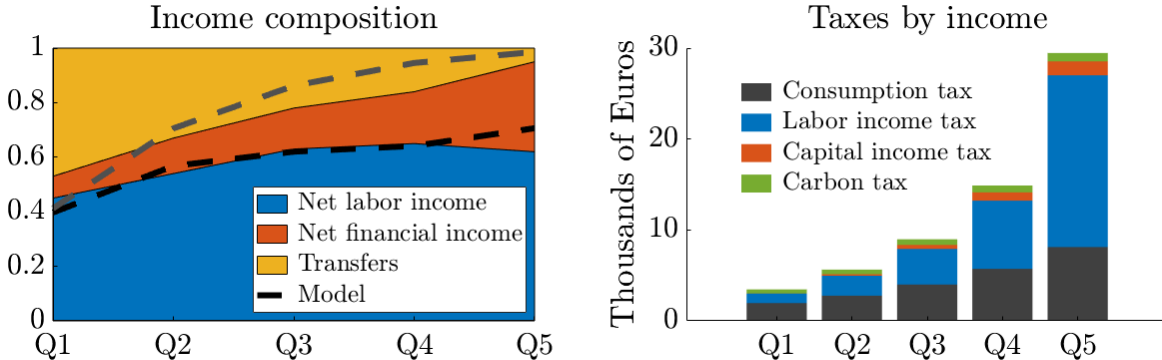 Income composition
1
0.8
0.6
0.4
0.2
0
Q1
Q2
Q3
Q4
Q5
Net labor income
Net financial income
Transfers
Model
Taxes by income
Thousands of Euros
30
20
10
0
Q1
Q2
Q3
Q4
Q5
Consumption tax
Labor income tax
Capital income tax
Carbon tax